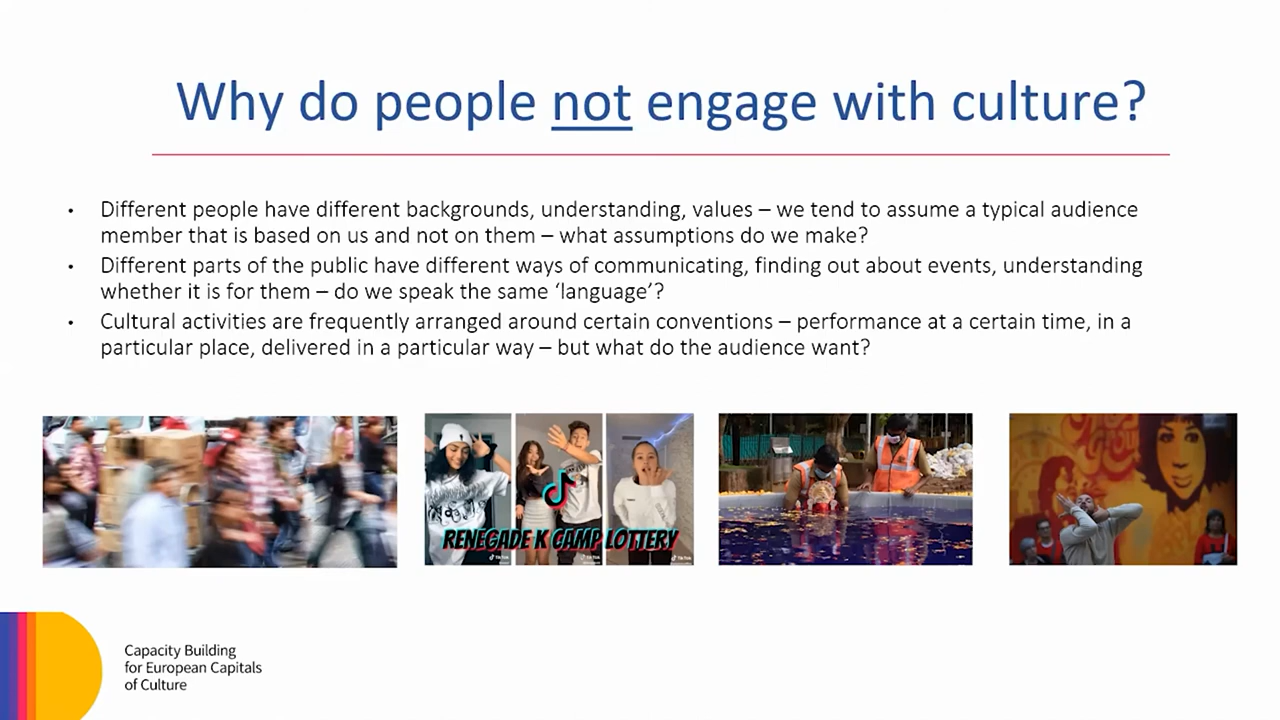 Why do people not engage with culture?
• Different people have different backgrounds, understanding, values – we tend to assume a typical audience
member that is based on us and not on them – what assumptions do we make?
• Different parts of the public have different ways of communicating, finding out about events, understanding
whether it is for them – do we speak the same ‘language’?
• Cultural activities are frequently arranged around certain conventions – performance at a certain time, in a
particular place, delivered in a particular way – but what do the audience want?
RENEGADE K CAMP LOTTERY
TikTok
TikTok
TikTok
Capacity Building
for European Capitals
of Culture